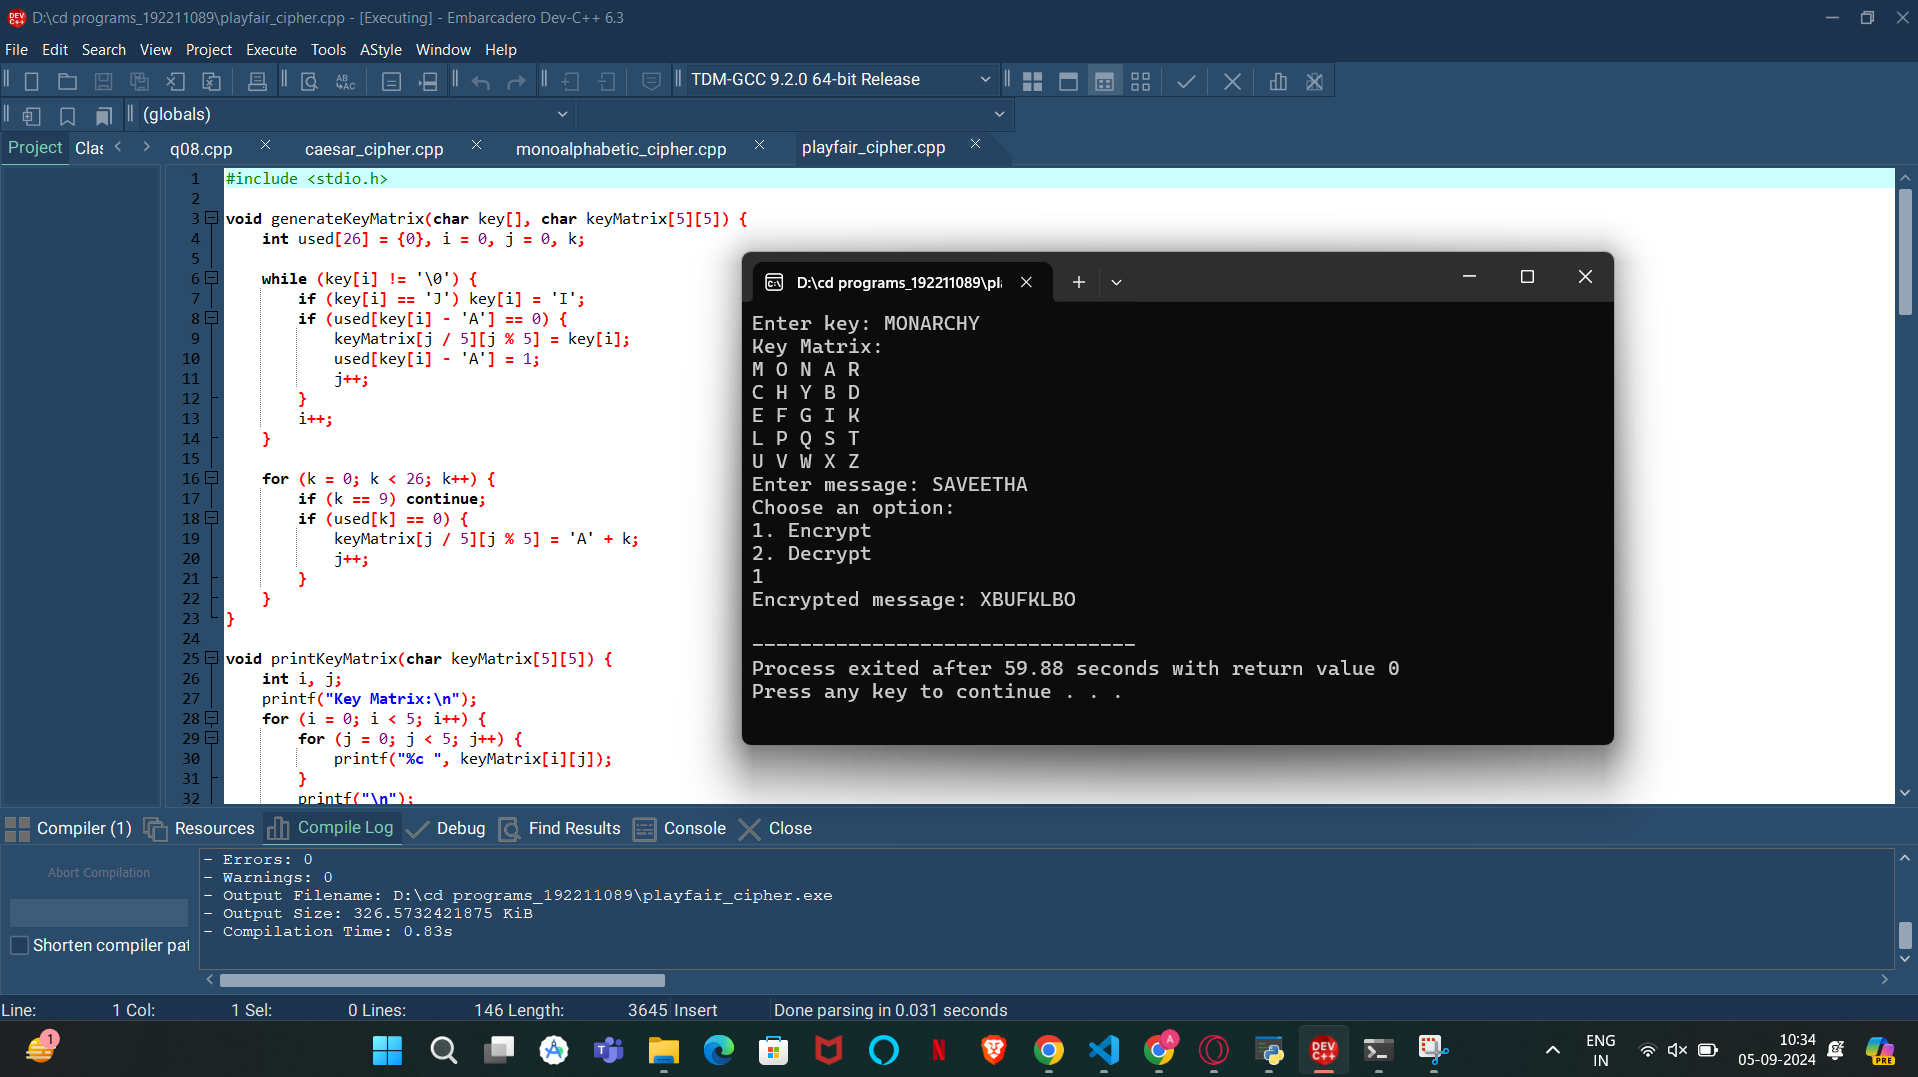 D:\cd programs_192211089\playfair_cipher.cpp - [Executing] - Embarcadero Dev-C++ 6.3
File Edit Search View Project Execute Tools AStyle Window Help
TDM-GCC 9.2.0 64-bit Release
(globals)
Project Clas q08.cpp caesar_cipher.cpp monoalphabetic_cipher.cpp playfair_cipher.cpp
1 #include <stdio.h>
2
3 void generateKeyMatrix(char key[], char keyMatrix[5][5]) {
4 int used[26] = {0}, i = 0, j = 0, k;
5
6 while (key[i] != '\0') {
7 if (key[i] == 'J') key[i] = 'I';
8 if (used[key[i] - 'A'] == 0) {
9 keyMatrix[j / 5][j % 5] = key[i];
10 used[key[i] - 'A'] = 1;
11 j++;
12 }
13 i++;
14 }
15
16 for (k = 0; k < 26; k++) {
17 if (k == 9) continue;
18 if (used[k] == 0) {
19 keyMatrix[j / 5][j % 5] = 'A' + k;
20 j++;
21 }
22 }
23 }
24
25 void printKeyMatrix(char keyMatrix[5][5]) {
26 int i, j;
27 printf("Key Matrix:\n");
28 for (i = 0; i < 5; i++) {
29 for (j = 0; j < 5; j++) {
30 printf("%c ", keyMatrix[i][j]);
31 }
32 printf("\n");
D:\cd programs_192211089\pl
Enter key: MONARCHY
Key Matrix:
M O N A R
C H Y B D
E F G I K
L P Q S T
U V W X Z
Enter message: SAVEETHA
Choose an option:
1. Encrypt
2. Decrypt
1
Encrypted message: XBUFKLBO
--------------------------------
Process exited after 59.88 seconds with return value 0
Press any key to continue . . .
Compiler (1) Resources Compile Log Debug Find Results Console Close
Abort Compilation
Shorten compiler pat
- Errors: 0
- Warnings: 0
- Output Filename: D:\cd programs_192211089\playfair_cipher.exe
- Output Size: 326.5732421875 KiB
- Compilation Time: 0.83s
Line: 1 Col: 1 Sel: 0 Lines: 146 Length: 3645 Insert Done parsing in 0.031 seconds
1
DEV C++
ENG
IN
10:34
05-09-2024
PRE